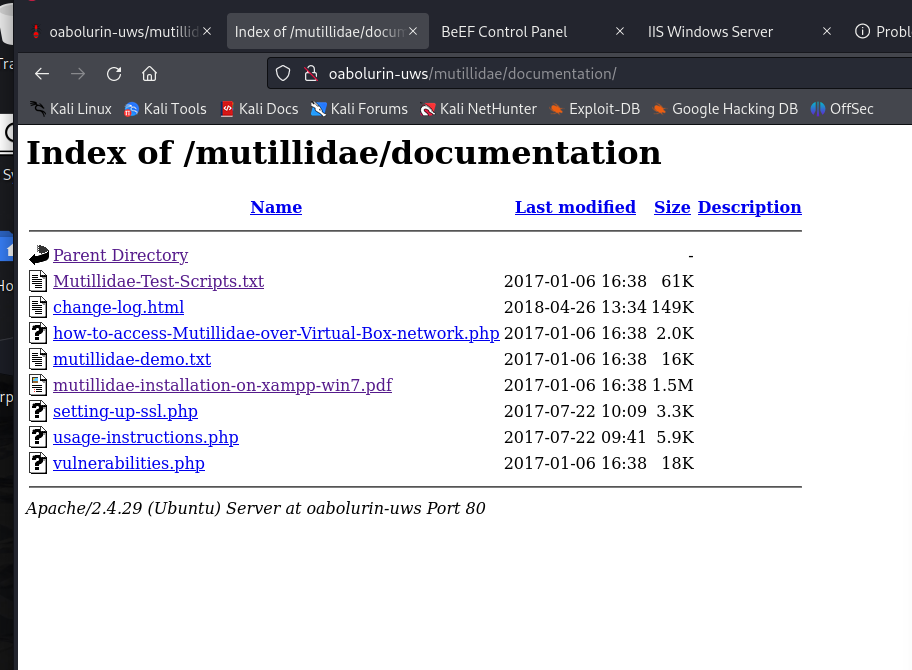 oabolurin-uws/mutillid
Index of /mutillidae/docum
BeEF Control Panel
IIS Windows Server
Probl
oabolurin-uws/mutillidae/documentation/
Kali Linux Kali Tools Kali Docs Kali Forums Kali NetHunter Exploit-DB Google Hacking DB OffSec
Index of /mutillidae/documentation
Name Last modified Size Description
Parent Directory -
Mutillidae-Test-Scripts.txt 2017-01-06 16:38 61K
change-log.html 2018-04-26 13:34 149K
how-to-access-Mutillidae-over-Virtual-Box-network.php 2017-01-06 16:38 2.0K
mutillidae-demo.txt 2017-01-06 16:38 16K
mutillidae-installation-on-xampp-win7.pdf 2017-01-06 16:38 1.5M
setting-up-ssl.php 2017-07-22 10:09 3.3K
usage-instructions.php 2017-07-22 09:41 5.9K
vulnerabilities.php 2017-01-06 16:38 18K
Apache/2.4.29 (Ubuntu) Server at oabolurin-uws Port 80